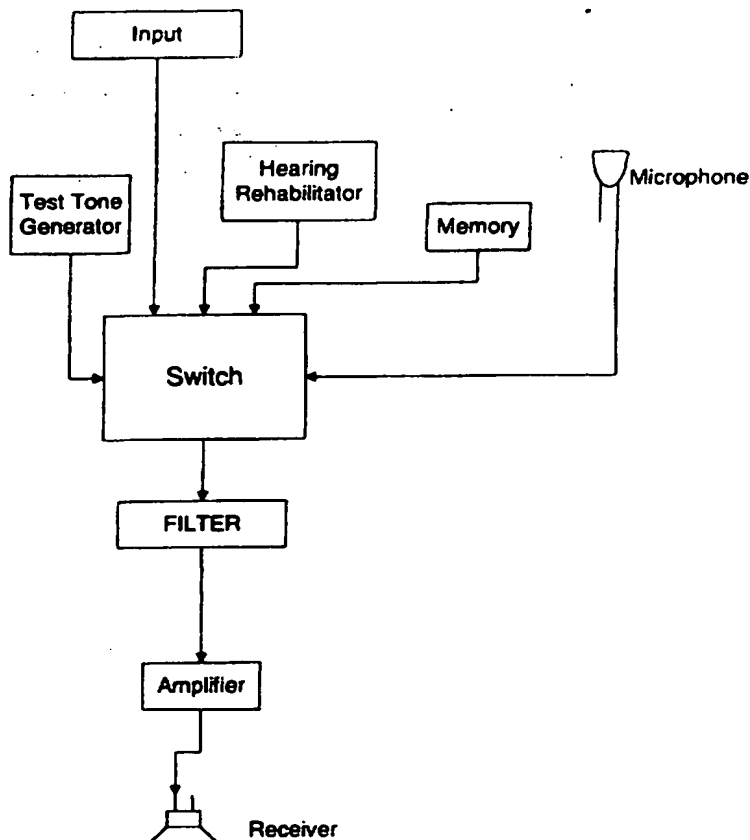 Input
Hearing
Rehabilitator
Test Tone
Generator
Memory
Microphone
Switch
FILTER
Amplifier
Receiver